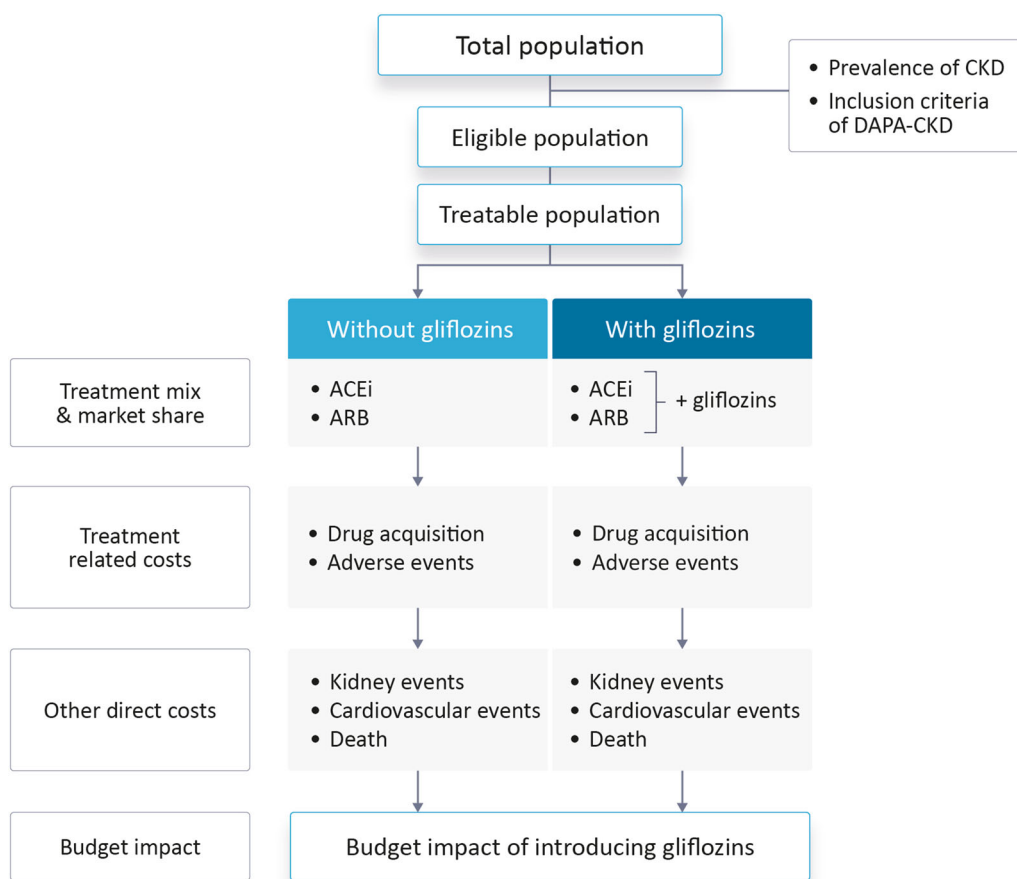 Total population
• Prevalence of CKD
• Inclusion criteria
of DAPA-CKD
Eligible population
Treatable population
Without gliflozins
With gliflozins
Treatment mix
& market share
• ACEi
• ARB
• ACEi
• ARB
+ gliflozins
Treatment
related costs
• Drug acquisition
• Adverse events
• Drug acquisition
• Adverse events
Other direct costs
• Kidney events
• Cardiovascular events
• Death
• Kidney events
• Cardiovascular events
• Death
Budget impact
Budget impact of introducing gliflozins